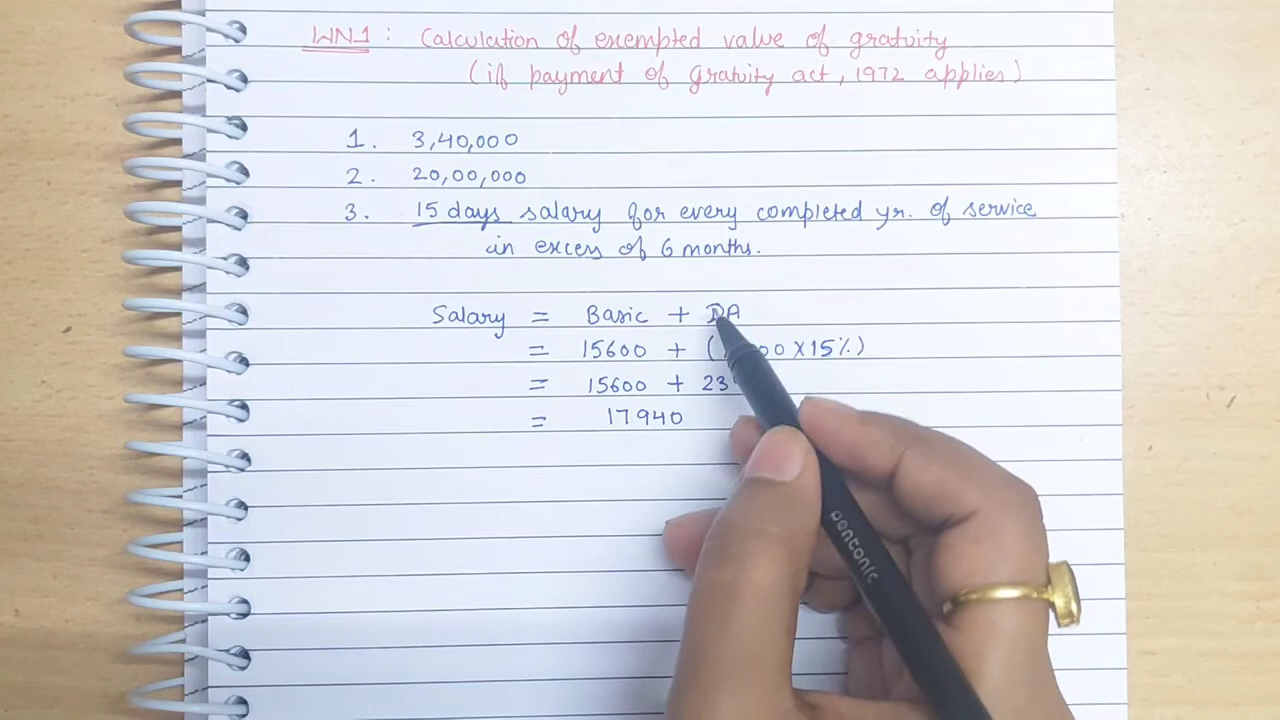 WN1 : Calculation of exempted value of gratuity
(if payment of gratuity act, 1972 applies)
1. 3,40,000
2. 20,00,000
3. 15 days salary for every completed yr. of service
in excess of 6 months.
Salary = Basic + DA
= 15600 + ( 00 X 15%)
= 15600 + 23
= 17940
pentonic